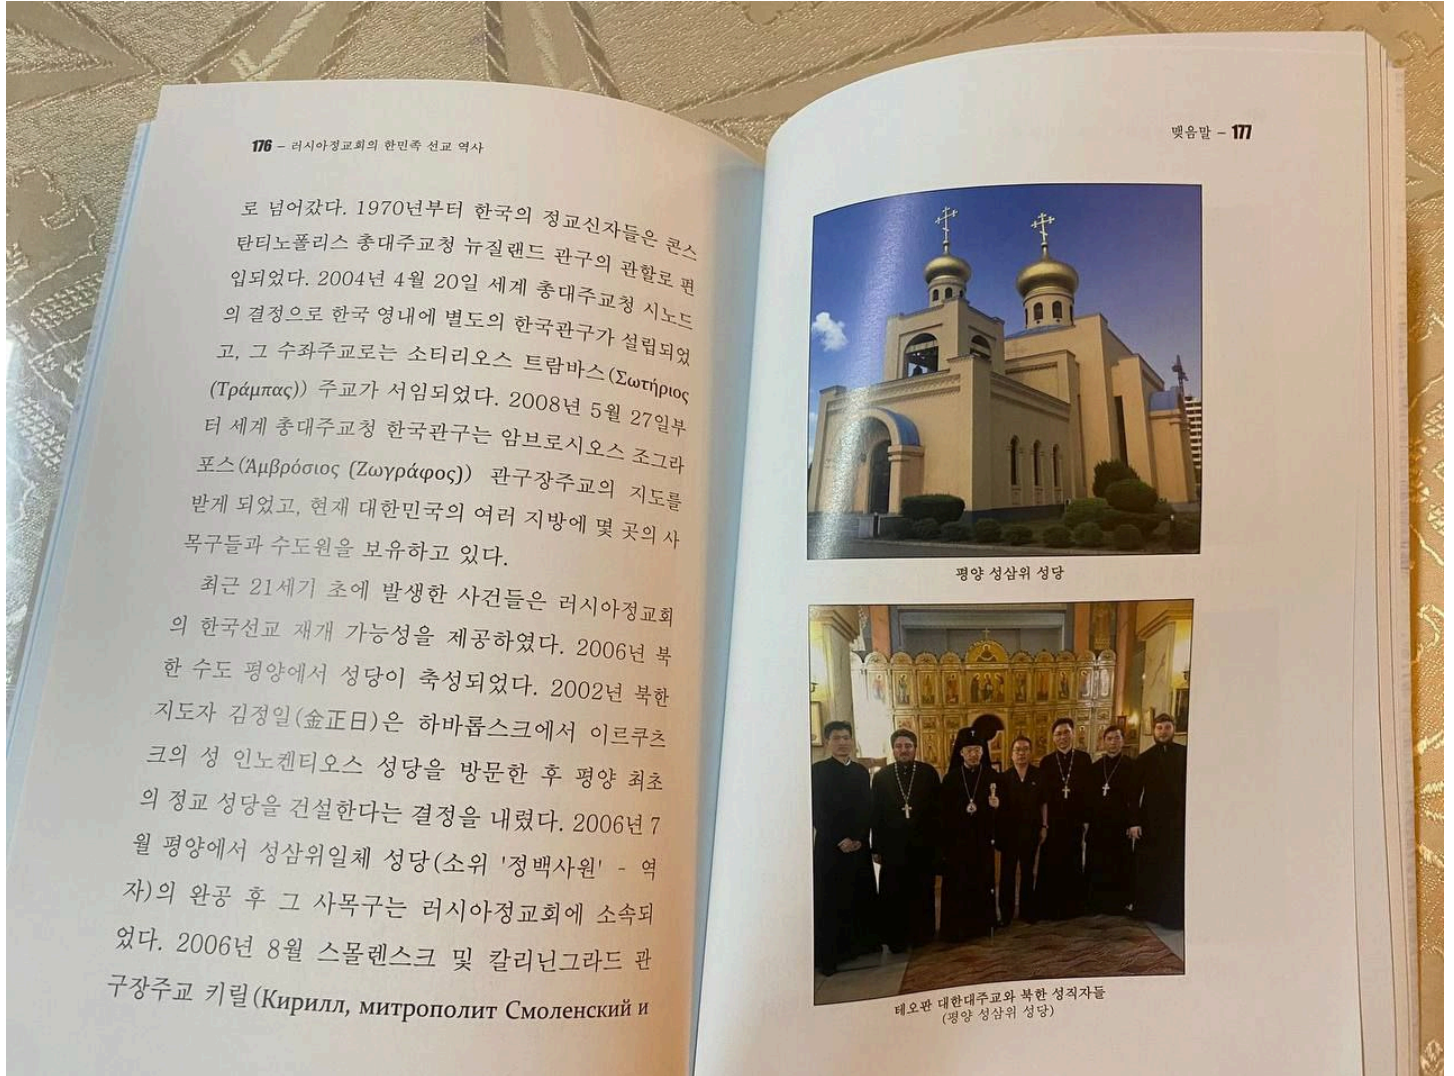 176 – 러시아정교회의 한민족 선교 역사
로 넘어갔다. 1970년부터 한국의 정교신자들은 콘스
탄티노폴리스 총대주교청 뉴질랜드 관구의 관할로 편
입되었다. 2004년 4월 20일 세계 총대주교청 시노드
의 결정으로 한국 영내에 별도의 한국관구가 설립되었
고, 그 수좌주교로는 소티리오스 트람바스(Σωτήριος
(Τράμπας)) 주교가 서임되었다. 2008년 5월 27일부
터 세계 총대주교청 한국관구는 암브로시오스 조그라
포스(Ἀμβρόσιος (Ζωγράφος)) 관구장주교의 지도를
받게 되었고, 현재 대한민국의 여러 지방에 몇 곳의 사
목구들과 수도원을 보유하고 있다.
최근 21세기 초에 발생한 사건들은 러시아정교회
의 한국선교 재개 가능성을 제공하였다. 2006년 북
한 수도 평양에서 성당이 축성되었다. 2002년 북한
지도자 김정일(金正日)은 하바롭스크에서 이르쿠츠
크의 성 인노켄티오스 성당을 방문한 후 평양 최초
의 정교 성당을 건설한다는 결정을 내렸다. 2006년 7
월 평양에서 성삼위일체 성당(소위 '정백사원' - 역
자)의 완공 후 그 사목구는 러시아정교회에 소속되
었다. 2006년 8월 스몰렌스크 및 칼리닌그라드 관
구장주교 키릴(Кирилл, митрополит Смоленский и
맺음말 – 177
평양 성삼위 성당
테오판 대한대주교와 북한 성직자들
(평양 성삼위 성당)